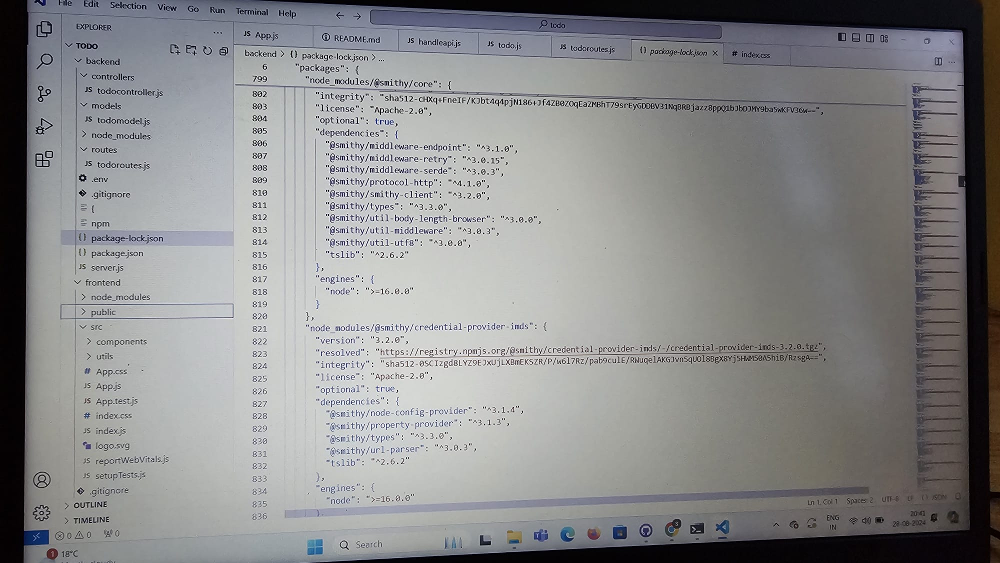 File Edit Selection View Go Run Terminal Help
todo
EXPLORER
TODO
backend
controllers
JS todocontroller.js
models
JS todomodel.js
node_modules
routes
JS todoroutes.js
.env
.gitignore
{
npm
{} package-lock.json
{} package.json
JS server.js
frontend
node_modules
public
src
components
utils
# App.css
JS App.js
JS App.test.js
# index.css
JS index.js
logo.svg
JS reportWebVitals.js
JS setupTests.js
.gitignore
OUTLINE
TIMELINE
JS App.js README.md JS handleapi.js JS todo.js JS todoroutes.js {} package-lock.json # index.css
backend > {} package-lock.json > ...
6 "packages": {
799 "node_modules/@smithy/core": {
802 "integrity": "sha512-cHXq+FneIF/KJbt4q4pjN186+Jf4ZB0ZOqEaZMBhT79srEyGDDBV31NqBRBjazz8ppQ1bJbDJMY9ba5wKFV36w==",
803 "license": "Apache-2.0",
804 "optional": true,
805 "dependencies": {
806 "@smithy/middleware-endpoint": "^3.1.0",
807 "@smithy/middleware-retry": "^3.0.15",
808 "@smithy/middleware-serde": "^3.0.3",
809 "@smithy/protocol-http": "^4.1.0",
810 "@smithy/smithy-client": "^3.2.0",
811 "@smithy/types": "^3.3.0",
812 "@smithy/util-body-length-browser": "^3.0.0",
813 "@smithy/util-middleware": "^3.0.3",
814 "@smithy/util-utf8": "^3.0.0",
815 "tslib": "^2.6.2"
816 },
817 "engines": {
818 "node": ">=16.0.0"
819 }
820 },
821 "node_modules/@smithy/credential-provider-imds": {
822 "version": "3.2.0",
823 "resolved": "https://registry.npmjs.org/@smithy/credential-provider-imds/-/credential-provider-imds-3.2.0.tgz",
824 "integrity": "sha512-0SCIzgd8LYZ9EJxUjLXBmEKSZR/P/w6l7Rz/pab9culE/RWuqelAKGJvn5qUOl8BgX8Yj5HWM50A5hiB/RzsgA==",
825 "license": "Apache-2.0",
826 "optional": true,
827 "dependencies": {
828 "@smithy/node-config-provider": "^3.1.4",
829 "@smithy/property-provider": "^3.1.3",
830 "@smithy/types": "^3.3.0",
831 "@smithy/url-parser": "^3.0.3",
832 "tslib": "^2.6.2"
833 },
834 "engines": {
835 "node": ">=16.0.0"
836 }
0 0 0
Ln 1, Col 1 Spaces: 2 UTF-8 LF {} JSON
1 18°C
Search
S
ENG
IN
20:41
28-08-2024